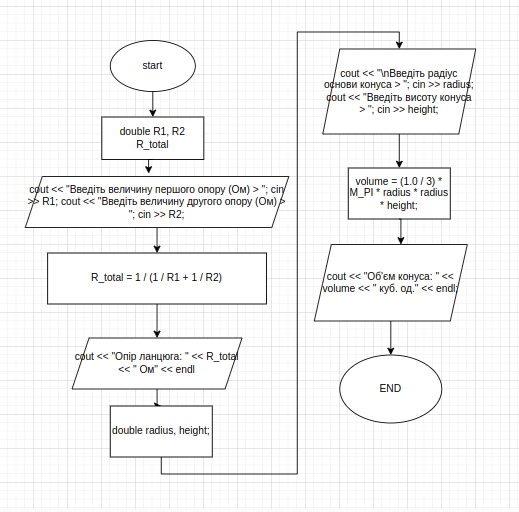 start
double R1, R2
R_total
cout << "Введіть величину першого опору (Ом) > "; cin
>> R1; cout << "Введіть величину другого опору (Ом) >
"; cin >> R2;
R_total = 1 / (1 / R1 + 1 / R2)
cout << "Опір ланцюга: " << R_total
<< " Ом" << endl
double radius, height;
cout << "\nВведіть радіус
основи конуса > "; cin >> radius;
cout << "Введіть висоту конуса
> "; cin >> height;
volume = (1.0 / 3) *
M_PI * radius * radius
* height;
cout << "Об'єм конуса: " <<
volume << " куб. од." << endl;
END